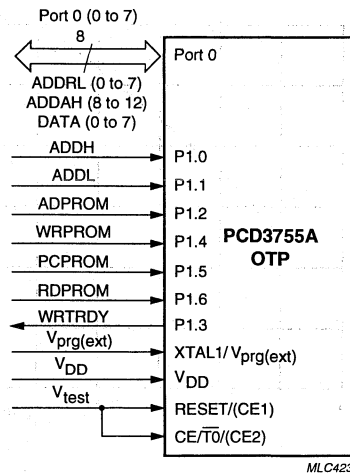 Port 0 (0 to 7)
8
Port 0
ADDRL (0 to 7)
ADDAH (8 to 12)
DATA (0 to 7)
ADDH
P1.0
ADDL
P1.1
ADPROM
P1.2
WRPROM
P1.4
PCD3755A
OTP
PCPROM
P1.5
RDPROM
P1.6
WRTRDY
P1.3
Vprg(ext)
XTAL1/Vprg(ext)
VDD
VDD
Vtest
RESET/(CE1)
CE/T0/(CE2)
MLC423